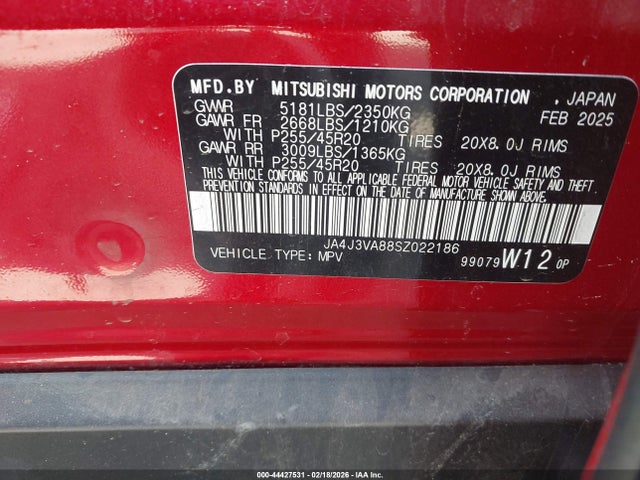 MFD.BY MITSUBISHI MOTORS CORPORATION . JAPAN
GVWR 5181LBS/2350KG FEB 2025
GAWR FR 2668LBS/1210KG
WITH P255/45R20 TIRES 20X8.0J RIMS
GAWR RR 3009LBS/1365KG
WITH P255/45R20 TIRES 20X8.0J RIMS
THIS VEHICLE CONFORMS TO ALL APPLICABLE FEDERAL MOTOR VEHICLE SAFETY AND THEFT
PREVENTION STANDARDS IN EFFECT ON THE DATE OF MANUFACTURE SHOWN ABOVE.
JA4J3VA88SZ022186
VEHICLE TYPE: MPV 99079 W12 0P
000-44427531 - 02/18/2026 - IAAI Inc.